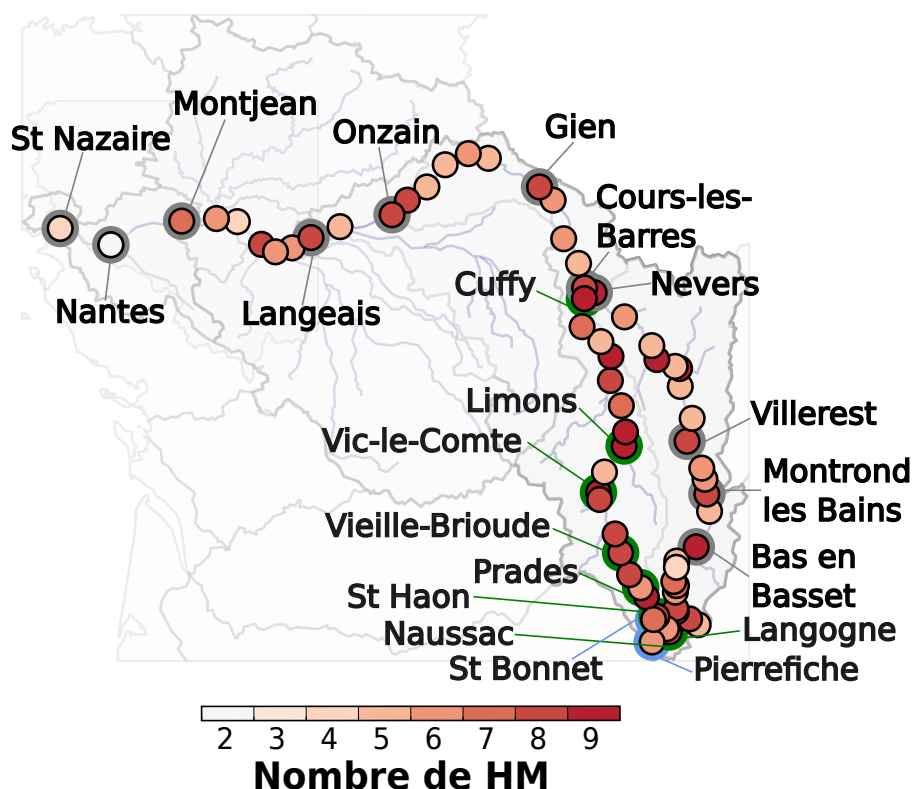 Montjean
St Nazaire
Onzain
Gien
Cours-les-
Barres
Cuffy
Nevers
Nantes
Langeais
Limons
Villerest
Vic-le-Comte
Montrond
les Bains
Vieille-Brioude
Bas en
Basset
Prades
St Haon
Naussac
Langogne
St Bonnet
Pierrefiche
2 3 4 5 6 7 8 9
Nombre de HM